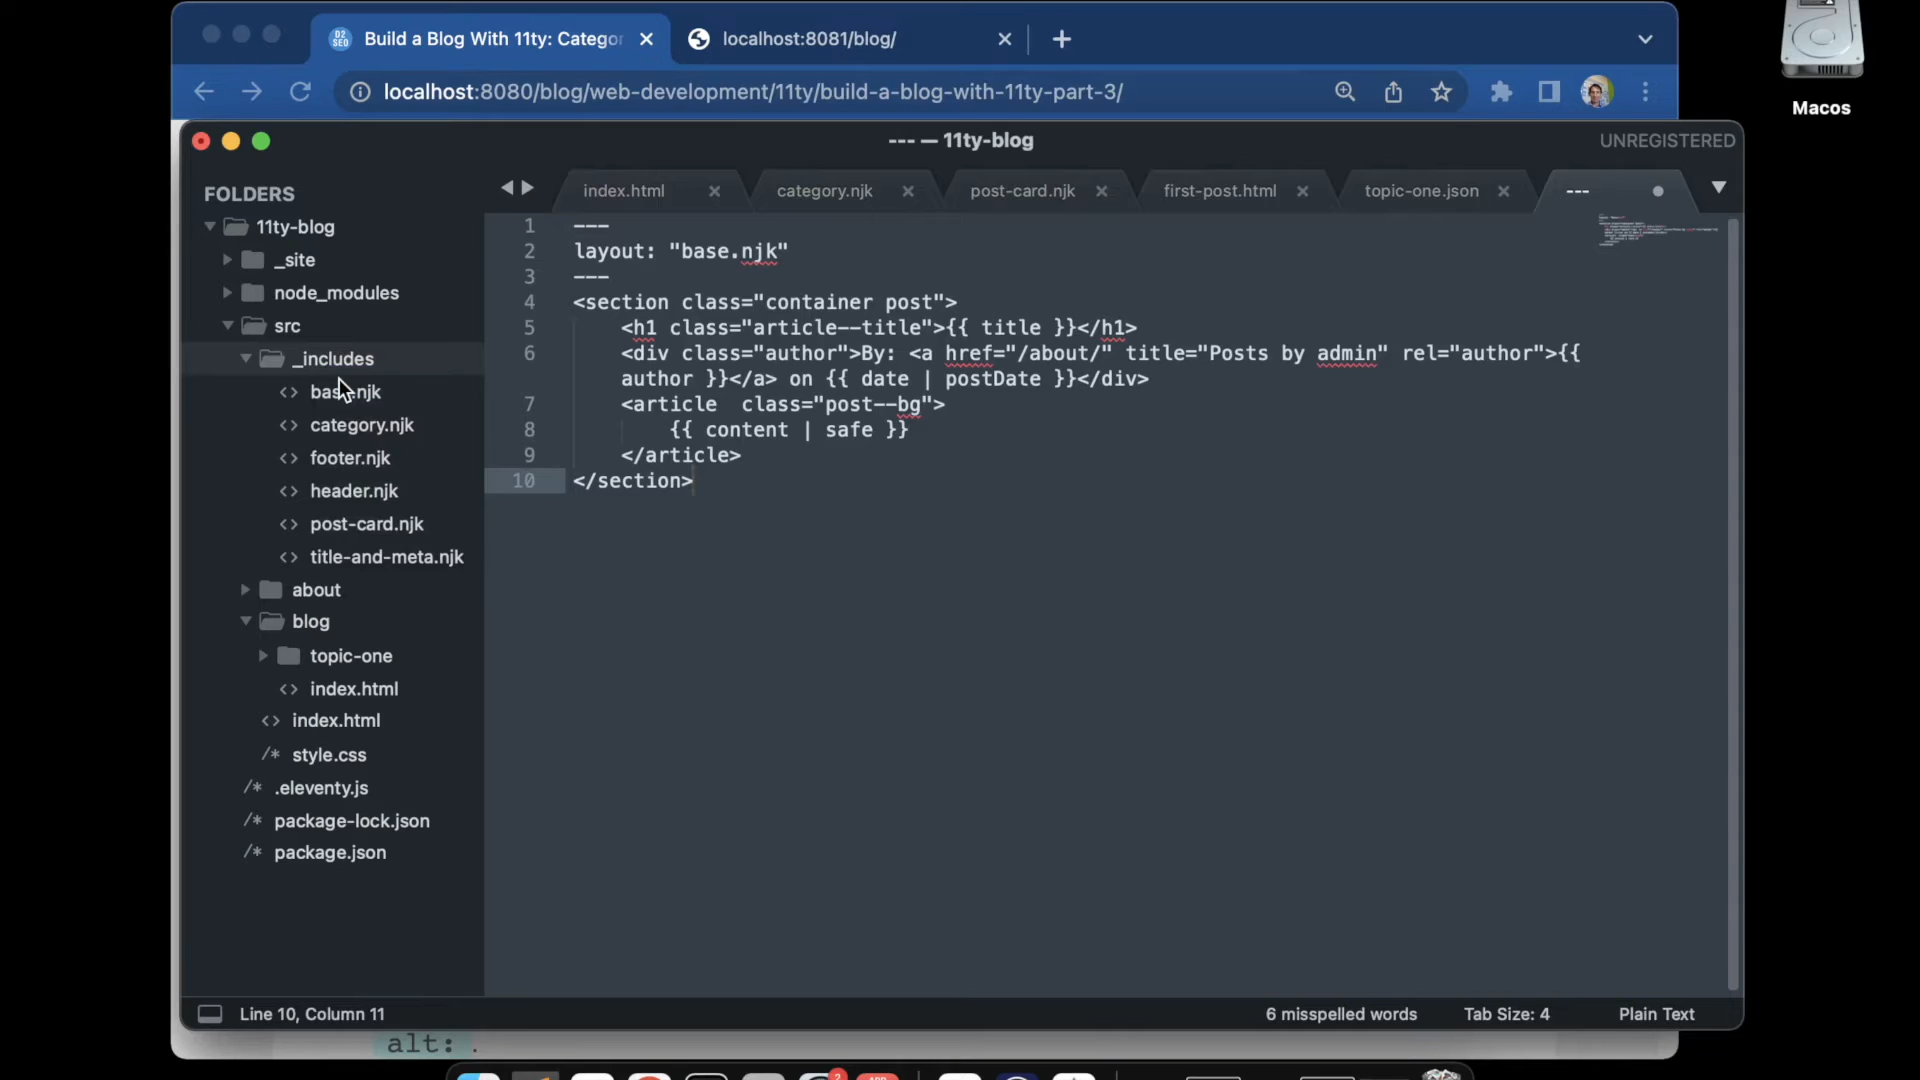 Build a Blog With 11ty: Catego
localhost:8081/blog/
localhost:8080/blog/web-development/11ty/build-a-blog-with-11ty-part-3/
Macos
--- — 11ty-blog
UNREGISTERED
FOLDERS
index.html
category.njk
post-card.njk
first-post.html
topic-one.json
---
11ty-blog
_site
node_modules
src
_includes
base.njk
category.njk
footer.njk
header.njk
post-card.njk
title-and-meta.njk
about
blog
topic-one
index.html
index.html
/* style.css
/* .eleventy.js
/* package-lock.json
/* package.json
1 ---
2 layout: "base.njk"
3 ---
4 <section class="container post">
5 <h1 class="article--title">{{ title }}</h1>
6 <div class="author">By: <a href="/about/" title="Posts by admin" rel="author">{{
author }}</a> on {{ date | postDate }}</div>
7 <article  class="post--bg">
8 {{ content | safe }}
9 </article>
10 </section>
Line 10, Column 11
6 misspelled words
Tab Size: 4
Plain Text
alt: .
2